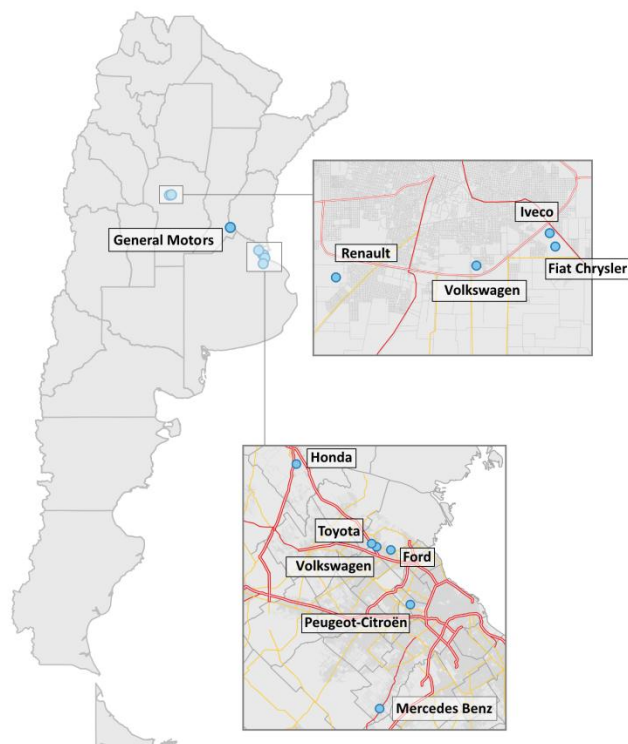 General Motors
Iveco
Renault
Fiat Chrysler
Volkswagen
Honda
Toyota
Ford
Volkswagen
Peugeot-Citroën
Mercedes Benz